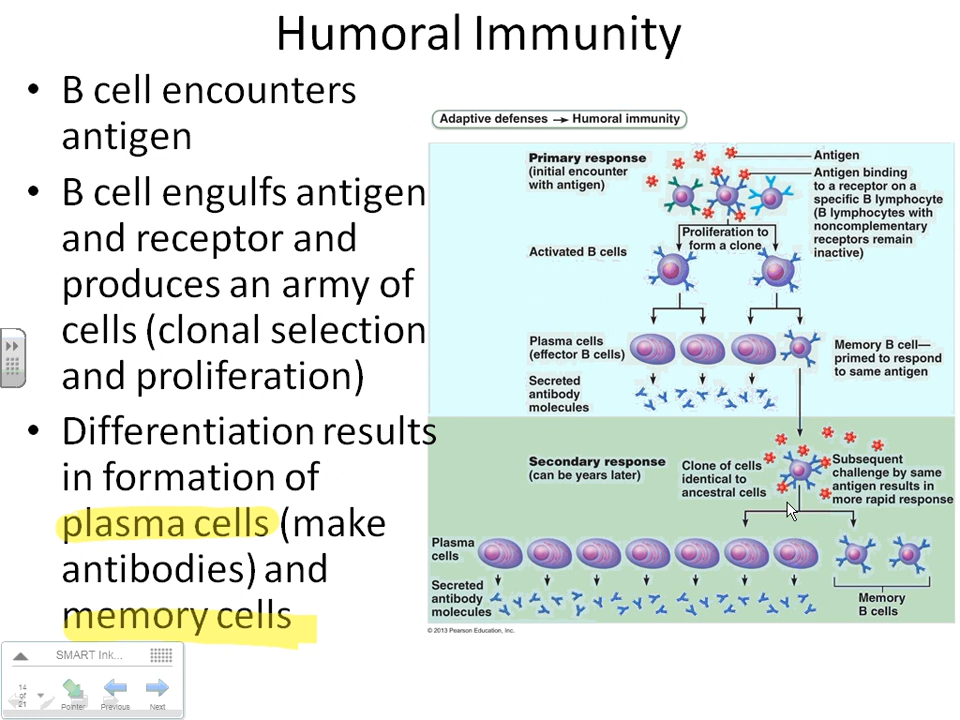 Humoral Immunity
• B cell encounters
antigen
• B cell engulfs antigen
and receptor and
produces an army of
cells (clonal selection
and proliferation)
• Differentiation results
in formation of
plasma cells (make
antibodies) and
memory cells
Adaptive defenses → Humoral immunity
Primary response
(initial encounter
with antigen)
Antigen
Antigen binding
to a receptor on a
specific B lymphocyte
(B lymphocytes with
noncomplementary
receptors remain
inactive)
Proliferation to
form a clone
Activated B cells
Plasma cells
(effector B cells)
Memory B cell—
primed to respond
to same antigen
Secreted
antibody
molecules
Secondary response
(can be years later)
Clone of cells
identical to
ancestral cells
Subsequent
challenge by same
antigen results in
more rapid response
Plasma
cells
Secreted
antibody
molecules
Memory
B cells
© 2013 Pearson Education, Inc.
SMART Ink...
14
of
21
Pointer
Previous
Next